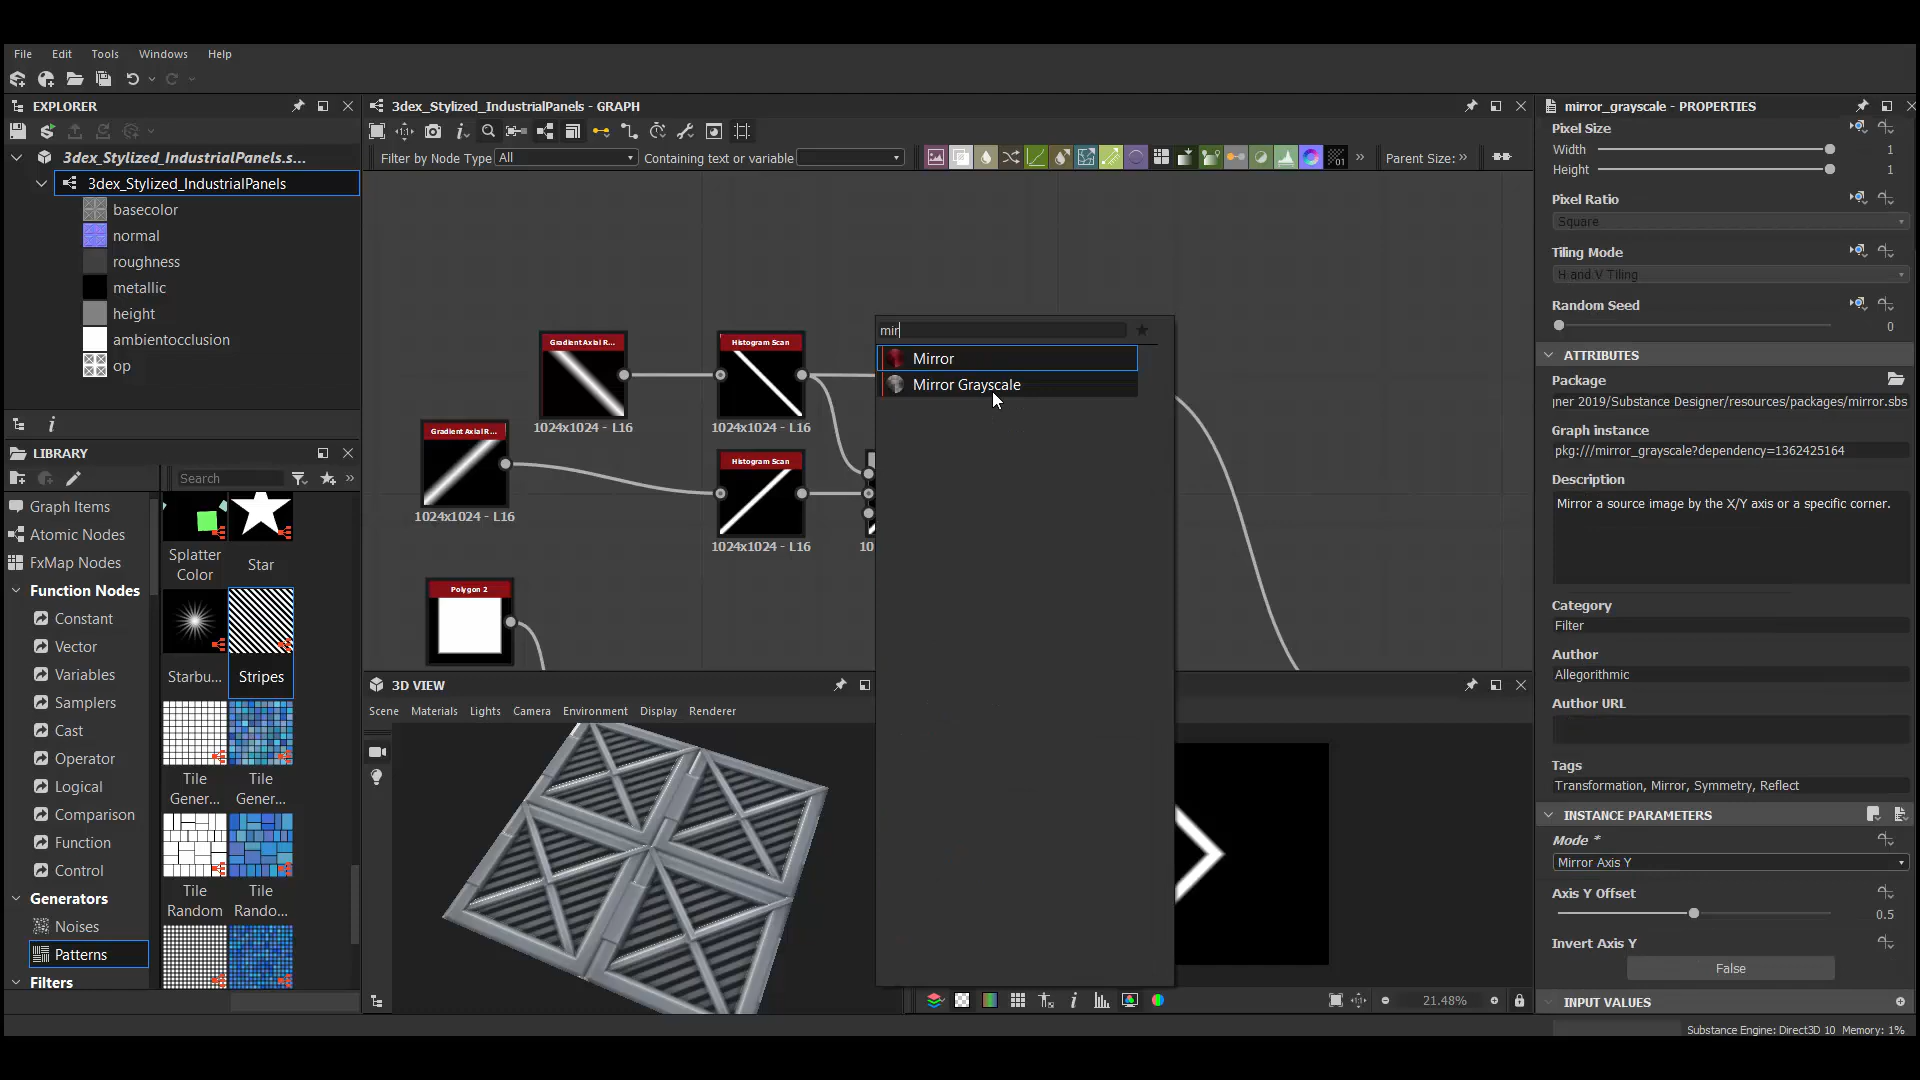 File Edit Tools Windows Help
EXPLORER
3dex_Stylized_IndustrialPanels.s...
3dex_Stylized_IndustrialPanels
basecolor
normal
roughness
metallic
height
ambientocclusion
op
LIBRARY
Search
Graph Items
Atomic Nodes
FxMap Nodes
Function Nodes
Constant
Vector
Variables
Samplers
Cast
Operator
Logical
Comparison
Function
Control
Generators
Noises
Patterns
Filters
Splatter Color
Star
Starbu...
Stripes
Tile Gener...
Tile Gener...
Tile Random
Tile Rando...
3dex_Stylized_IndustrialPanels - GRAPH
Filter by Node Type All Containing text or variable
Parent Size:
Gradient Axial R...
1024x1024 - L16
Histogram Scan
1024x1024 - L16
Gradient Axial R...
1024x1024 - L16
Histogram Scan
1024x1024 - L16
10
Polygon 2
mir
Mirror
Mirror Grayscale
3D VIEW
Scene Materials Lights Camera Environment Display Renderer
21.48%
mirror_grayscale - PROPERTIES
Pixel Size
Width 1
Height 1
Pixel Ratio
Square
Tiling Mode
H and V Tiling
Random Seed
0
ATTRIBUTES
Package
gner 2019/Substance Designer/resources/packages/mirror.sbs
Graph instance
pkg:///mirror_grayscale?dependency=1362425164
Description
Mirror a source image by the X/Y axis or a specific corner.
Category
Filter
Author
Allegorithmic
Author URL
Tags
Transformation, Mirror, Symmetry, Reflect
INSTANCE PARAMETERS
Mode *
Mirror Axis Y
Axis Y Offset
0.5
Invert Axis Y
False
INPUT VALUES
Substance Engine: Direct3D 10 Memory: 1%